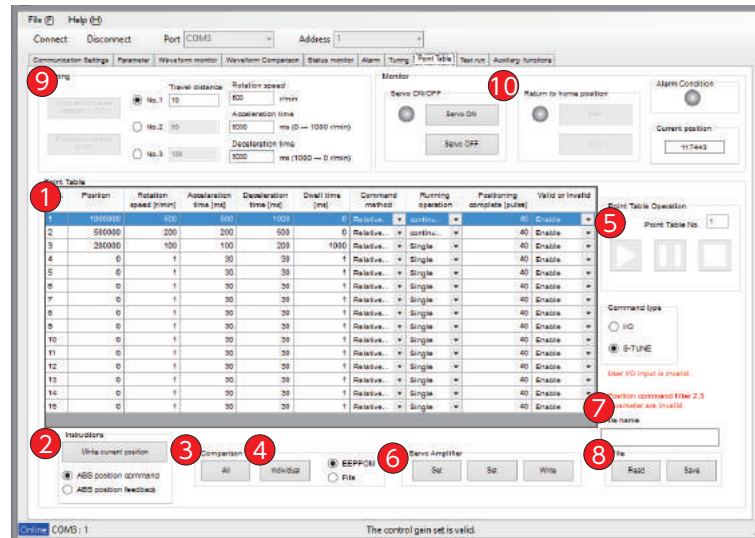 File (F) Help (H)
Connect Disconnect Port COM3 Address 1
Communication Settings Parameter Waveform monitor Waveform Comparison Status monitor Alarm Tuning Point Table Test run Auxiliary functions
9
10
Monitor
Travel distance Rotation speed
No.1 10 500 r/min
Acceleration time
No.2 50 5000 ms (0 → 1000 r/min)
Deceleration time
No.3 100 5000 ms (1000 → 0 r/min)
Servo ON/OFF
Servo ON
Servo OFF
Return to home position
Alarm Condition
Current position
117443
Point Table
1
Position Rotation speed [r/min] Acceleration time [ms] Deceleration time [ms] Dwell time [ms] Command method Running operation Positioning complete [pulse] Valid or Invalid
1 1000000 500 500 1000 0 Relative... continu... 40 Enable
2 500000 200 200 500 0 Relative... continu... 40 Enable
3 200000 100 100 200 1000 Relative... Single 40 Enable
4 0 1 30 30 1 Relative... Single 40 Enable
5 0 1 30 30 1 Relative... Single 40 Enable
6 0 1 30 30 1 Relative... Single 40 Enable
7 0 1 30 30 1 Relative... Single 40 Enable
8 0 1 30 30 1 Relative... Single 40 Enable
9 0 1 30 30 1 Relative... Single 40 Enable
10 0 1 30 30 1 Relative... Single 40 Enable
11 0 1 30 30 1 Relative... Single 40 Enable
12 0 1 30 30 1 Relative... Single 40 Enable
13 0 1 30 30 1 Relative... Single 40 Enable
14 0 1 30 30 1 Relative... Single 40 Enable
15 0 1 30 30 1 Relative... Single 40 Enable
Point Table Operation
5
Point Table No. 1
Command type
I/O
S-TUNE
User I/O input is invalid.
Position command filter 2,3
parameter are invalid
7
file name
2
Instructions
Write current position
ABS position command
ABS position feedback
3
Comparison
All
4
Individual
EEPROM
File
6
Servo Amplifier
Get Set Write
8
File
Read Save
Online COM3 : 1 The control gain set is valid.